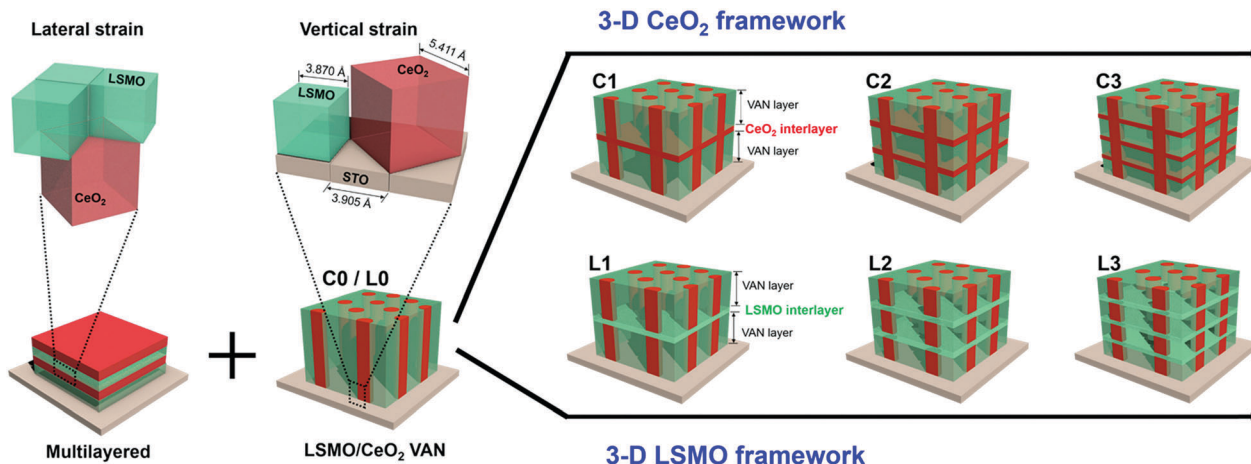 3-D CeO₂ framework
Lateral strain
Vertical strain
LSMO
CeO₂
3.870 Å
5.411 Å
LSMO
CeO₂
STO
3.905 Å
C0 / L0
Multilayered
LSMO/CeO₂ VAN
C1
VAN layer
CeO₂ interlayer
VAN layer
C2
C3
L1
VAN layer
LSMO interlayer
VAN layer
L2
L3
3-D LSMO framework